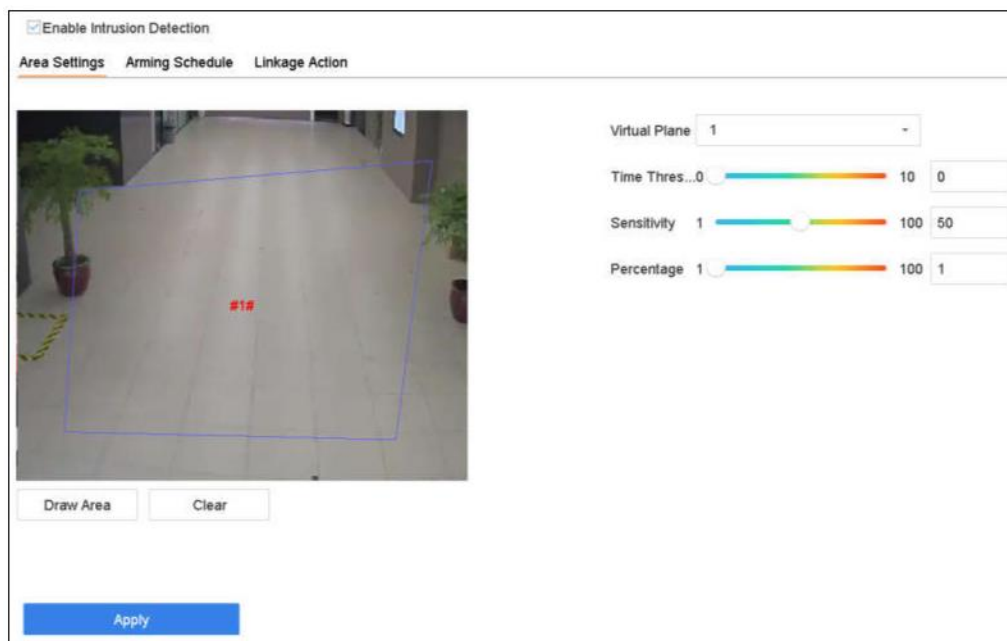 Enable Intrusion Detection
Area Settings Arming Schedule Linkage Action
Virtual Plane 1
Time Thres...0 10 0
Sensitivity 1 100 50
Percentage 1 100 1
#1#
Draw Area Clear
Apply